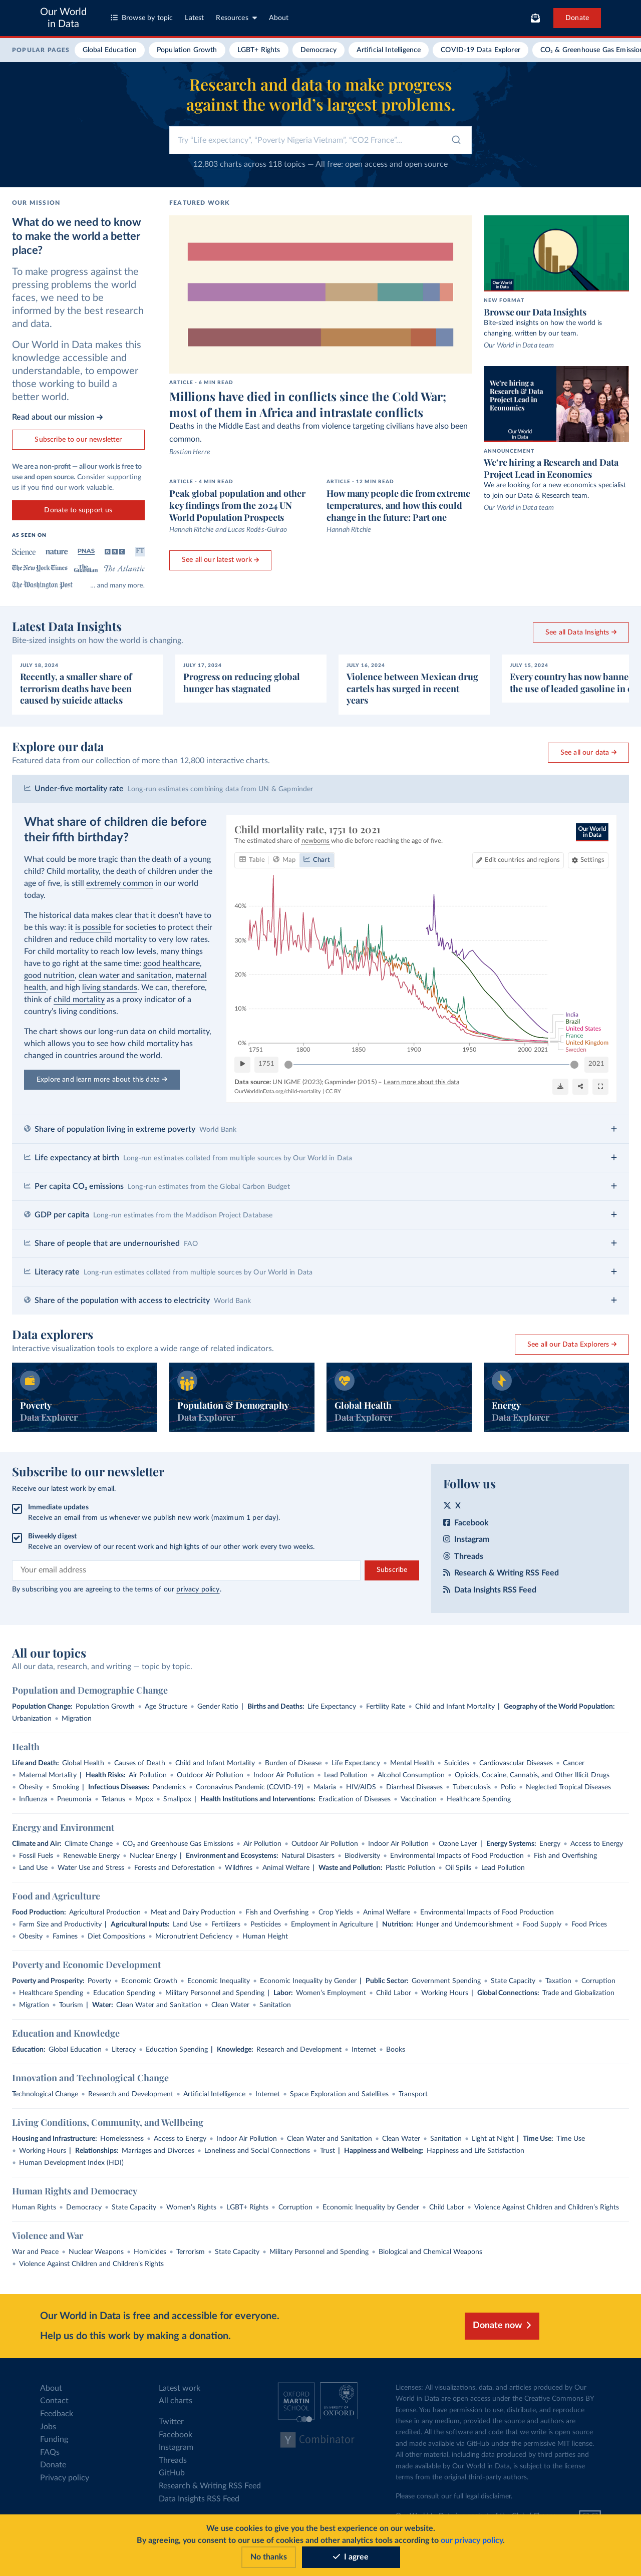 Our World
in Data
Browse by topic
Latest
Resources
About
Donate
POPULAR PAGES
Global Education
Population Growth
LGBT+ Rights
Democracy
Artificial Intelligence
COVID-19 Data Explorer
CO₂ & Greenhouse Gas Emission
Research and data to make progress
against the world's largest problems.
Try "Life expectancy", "Poverty Nigeria Vietnam", "CO2 France"...
12,803 charts across 118 topics — All free: open access and open source
OUR MISSION
What do we need to know
to make the world a better
place?
To make progress against the
pressing problems the world
faces, we need to be
informed by the best research
and data.
Our World in Data makes this
knowledge accessible and
understandable, to empower
those working to build a
better world.
Read about our mission →
Subscribe to our newsletter
We are a non-profit — all our work is free to
use and open source. Consider supporting
us if you find our work valuable.
Donate to support us
AS SEEN ON
Science nature PNAS BBC FT
The New York Times The Guardian The Atlantic
The Washington Post ... and many more.
FEATURED WORK
ARTICLE - 6 MIN READ
Millions have died in conflicts since the Cold War;
most of them in Africa and intrastate conflicts
Deaths in the Middle East and deaths from violence targeting civilians have also been
common.
Bastian Herre
ARTICLE - 4 MIN READ
Peak global population and other
key findings from the 2024 UN
World Population Prospects
Hannah Ritchie and Lucas Rodés-Guirao
ARTICLE - 12 MIN READ
How many people die from extreme
temperatures, and how this could
change in the future: Part one
Hannah Ritchie
See all our latest work →
Our World
in Data
NEW FORMAT
Browse our Data Insights
Bite-sized insights on how the world is
changing, written by our team.
Our World in Data team
We're hiring a
Research & Data
Project Lead in
Economics
Our World
in Data
ANNOUNCEMENT
We're hiring a Research and Data
Project Lead in Economics
We are looking for a new economics specialist
to join our Data & Research team.
Our World in Data team
Latest Data Insights
Bite-sized insights on how the world is changing.
See all Data Insights →
JULY 18, 2024
Recently, a smaller share of
terrorism deaths have been
caused by suicide attacks
JULY 17, 2024
Progress on reducing global
hunger has stagnated
JULY 16, 2024
Violence between Mexican drug
cartels has surged in recent
years
JULY 15, 2024
Every country has now banne
the use of leaded gasoline in
Explore our data
Featured data from our collection of more than 12,800 interactive charts.
See all our data →
Under-five mortality rate Long-run estimates combining data from UN & Gapminder
What share of children die before
their fifth birthday?
What could be more tragic than the death of a young
child? Child mortality, the death of children under the
age of five, is still extremely common in our world
today.
The historical data makes clear that it doesn't have to
be this way: it is possible for societies to protect their
children and reduce child mortality to very low rates.
For child mortality to reach low levels, many things
have to go right at the same time: good healthcare,
good nutrition, clean water and sanitation, maternal
health, and high living standards. We can, therefore,
think of child mortality as a proxy indicator of a
country's living conditions.
The chart shows our long-run data on child mortality,
which allows you to see how child mortality has
changed in countries around the world.
Explore and learn more about this data →
Child mortality rate, 1751 to 2021
The estimated share of newborns who die before reaching the age of five.
Our World
in Data
Table
Map
Chart
Edit countries and regions
Settings
40%
30%
20%
10%
0%
1751 1800 1850 1900 1950 2000 2021
India
Brazil
United States
France
United Kingdom
Sweden
1751
2021
Data source: UN IGME (2023); Gapminder (2015) – Learn more about this data
OurWorldInData.org/child-mortality | CC BY
Share of population living in extreme poverty World Bank +
Life expectancy at birth Long-run estimates collated from multiple sources by Our World in Data +
Per capita CO₂ emissions Long-run estimates from the Global Carbon Budget +
GDP per capita Long-run estimates from the Maddison Project Database +
Share of people that are undernourished FAO +
Literacy rate Long-run estimates collated from multiple sources by Our World in Data +
Share of the population with access to electricity World Bank +
Data explorers
Interactive visualization tools to explore a wide range of related indicators.
See all our Data Explorers →
Poverty
Data Explorer
Population & Demography
Data Explorer
Global Health
Data Explorer
Energy
Data Explorer
Subscribe to our newsletter
Receive our latest work by email.
Immediate updates
Receive an email from us whenever we publish new work (maximum 1 per day).
Biweekly digest
Receive an overview of our recent work and highlights of our other work every two weeks.
Your email address
Subscribe
By subscribing you are agreeing to the terms of our privacy policy.
Follow us
X
Facebook
Instagram
Threads
Research & Writing RSS Feed
Data Insights RSS Feed
All our topics
All our data, research, and writing — topic by topic.
Population and Demographic Change
Population Change: Population Growth • Age Structure • Gender Ratio | Births and Deaths: Life Expectancy • Fertility Rate • Child and Infant Mortality | Geography of the World Population:
Urbanization • Migration
Health
Life and Death: Global Health • Causes of Death • Child and Infant Mortality • Burden of Disease • Life Expectancy • Mental Health • Suicides • Cardiovascular Diseases • Cancer
• Maternal Mortality | Health Risks: Air Pollution • Outdoor Air Pollution • Indoor Air Pollution • Lead Pollution • Alcohol Consumption • Opioids, Cocaine, Cannabis, and Other Illicit Drugs
• Obesity • Smoking | Infectious Diseases: Pandemics • Coronavirus Pandemic (COVID-19) • Malaria • HIV/AIDS • Diarrheal Diseases • Tuberculosis • Polio • Neglected Tropical Diseases
• Influenza • Pneumonia • Tetanus • Mpox • Smallpox | Health Institutions and Interventions: Eradication of Diseases • Vaccination • Healthcare Spending
Energy and Environment
Climate and Air: Climate Change • CO₂ and Greenhouse Gas Emissions • Air Pollution • Outdoor Air Pollution • Indoor Air Pollution • Ozone Layer | Energy Systems: Energy • Access to Energy
• Fossil Fuels • Renewable Energy • Nuclear Energy | Environment and Ecosystems: Natural Disasters • Biodiversity • Environmental Impacts of Food Production • Fish and Overfishing
• Land Use • Water Use and Stress • Forests and Deforestation • Wildfires • Animal Welfare | Waste and Pollution: Plastic Pollution • Oil Spills • Lead Pollution
Food and Agriculture
Food Production: Agricultural Production • Meat and Dairy Production • Fish and Overfishing • Crop Yields • Animal Welfare • Environmental Impacts of Food Production
• Farm Size and Productivity | Agricultural Inputs: Land Use • Fertilizers • Pesticides • Employment in Agriculture | Nutrition: Hunger and Undernourishment • Food Supply • Food Prices
• Obesity • Famines • Diet Compositions • Micronutrient Deficiency • Human Height
Poverty and Economic Development
Poverty and Prosperity: Poverty • Economic Growth • Economic Inequality • Economic Inequality by Gender | Public Sector: Government Spending • State Capacity • Taxation • Corruption
• Healthcare Spending • Education Spending • Military Personnel and Spending | Labor: Women's Employment • Child Labor • Working Hours | Global Connections: Trade and Globalization
• Migration • Tourism | Water: Clean Water and Sanitation • Clean Water • Sanitation
Education and Knowledge
Education: Global Education • Literacy • Education Spending | Knowledge: Research and Development • Internet • Books
Innovation and Technological Change
Technological Change • Research and Development • Artificial Intelligence • Internet • Space Exploration and Satellites • Transport
Living Conditions, Community, and Wellbeing
Housing and Infrastructure: Homelessness • Access to Energy • Indoor Air Pollution • Clean Water and Sanitation • Clean Water • Sanitation • Light at Night | Time Use: Time Use
• Working Hours | Relationships: Marriages and Divorces • Loneliness and Social Connections • Trust | Happiness and Wellbeing: Happiness and Life Satisfaction
• Human Development Index (HDI)
Human Rights and Democracy
Human Rights • Democracy • State Capacity • Women's Rights • LGBT+ Rights • Corruption • Economic Inequality by Gender • Child Labor • Violence Against Children and Children's Rights
Violence and War
War and Peace • Nuclear Weapons • Homicides • Terrorism • State Capacity • Military Personnel and Spending • Biological and Chemical Weapons
• Violence Against Children and Children's Rights
Our World in Data is free and accessible for everyone.
Help us do this work by making a donation.
Donate now
About
Contact
Feedback
Jobs
Funding
FAQs
Donate
Privacy policy
Latest work
All charts
Twitter
Facebook
Instagram
Threads
GitHub
Research & Writing RSS Feed
Data Insights RSS Feed
OXFORD
MARTIN
SCHOOL
UNIVERSITY OF
OXFORD
Y Combinator
Licenses: All visualizations, data, and articles produced by Our
World in Data are open access under the Creative Commons BY
license. You have permission to use, distribute, and reproduce
these in any medium, provided the source and authors are
credited. All the software and code that we write is open source
and made available via GitHub under the permissive MIT license.
All other material, including data produced by third parties and
made available by Our World in Data, is subject to the license
terms from the original third-party authors.
Please consult our full legal disclaimer.
We use cookies to give you the best experience on our website.
By agreeing, you consent to our use of cookies and other analytics tools according to our privacy policy.
No thanks
I agree